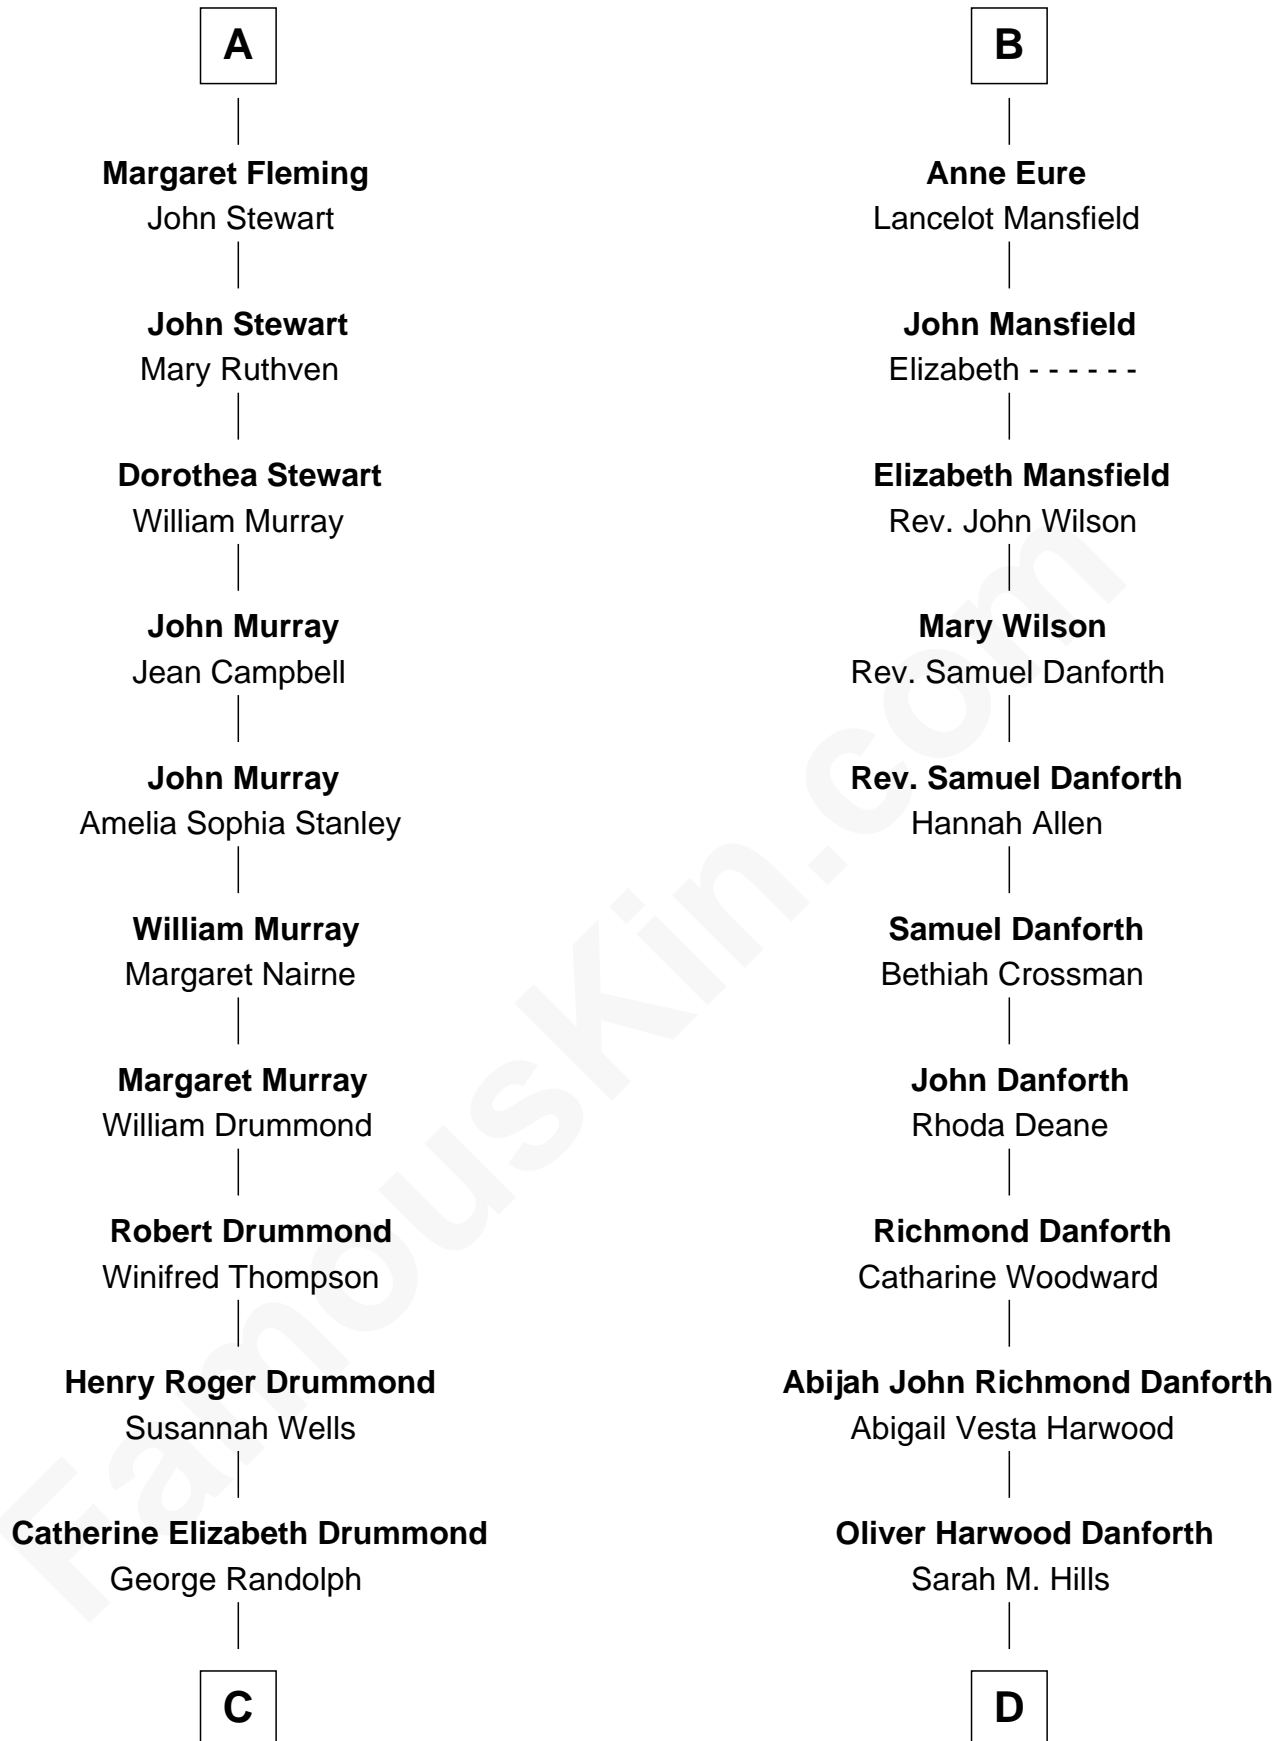 A
Margaret Fleming
John Stewart
John Stewart
Mary Ruthven
Dorothea Stewart
William Murray
John Murray
Jean Campbell
John Murray
Amelia Sophia Stanley
William Murray
Margaret Nairne
Margaret Murray
William Drummond
Robert Drummond
Winifred Thompson
Henry Roger Drummond
Susannah Wells
Catherine Elizabeth Drummond
George Randolph
C
B
Anne Eure
Lancelot Mansfield
John Mansfield
Elizabeth - - - - - -
Elizabeth Mansfield
Rev. John Wilson
Mary Wilson
Rev. Samuel Danforth
Rev. Samuel Danforth
Hannah Allen
Samuel Danforth
Bethiah Crossman
John Danforth
Rhoda Deane
Richmond Danforth
Catharine Woodward
Abijah John Richmond Danforth
Abigail Vesta Harwood
Oliver Harwood Danforth
Sarah M. Hills
D
FamousKin.com